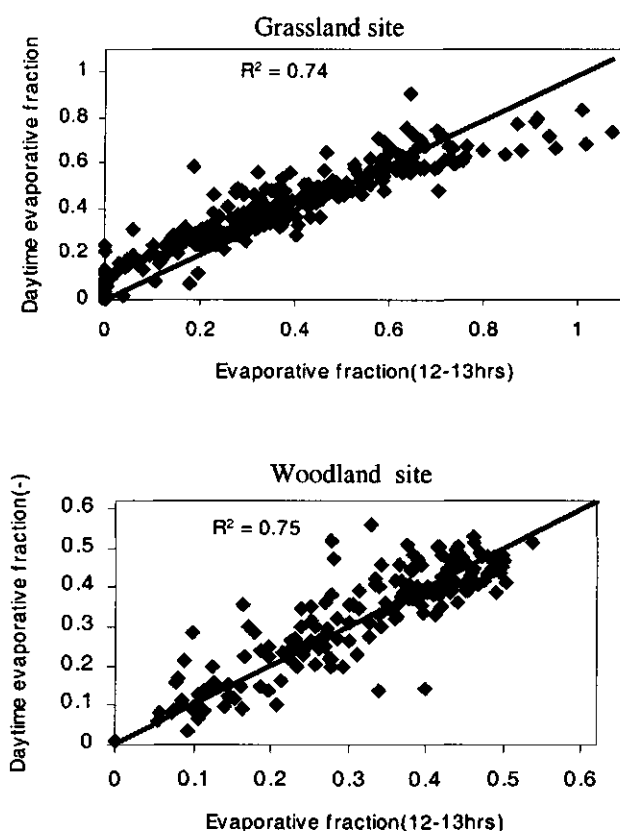 Grassland site
R² = 0.74
Daytime evaporative fraction
1
0.8
0.6
0.4
0.2
0
0 0.2 0.4 0.6 0.8 1
Evaporative fraction(12-13hrs)
Woodland site
R² = 0.75
Daytime evaporative fraction(-)
0.6
0.5
0.4
0.3
0.2
0.1
0
0 0.1 0.2 0.3 0.4 0.5 0.6
Evaporative fraction(12-13hrs)